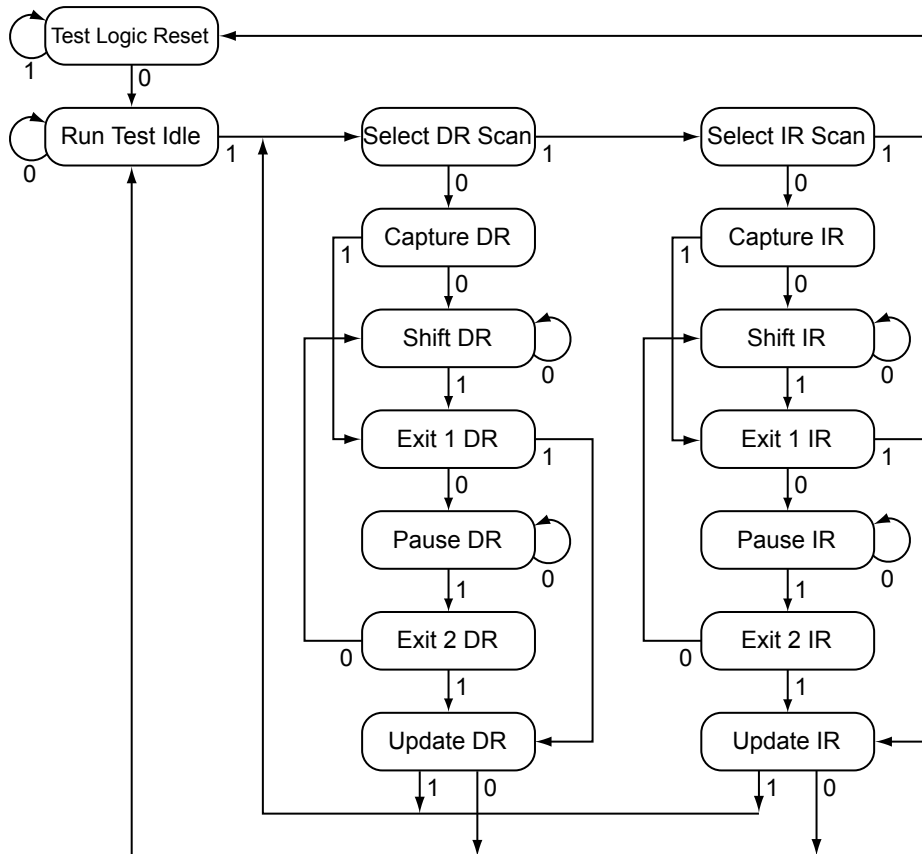 Test Logic Reset
1
0
Run Test Idle
0
1
Select DR Scan
1
Select IR Scan
1
0
0
Capture DR
1
0
Capture IR
1
0
Shift DR
0
1
Shift IR
0
1
Exit 1 DR
1
0
Exit 1 IR
1
0
Pause DR
0
1
Pause IR
0
1
Exit 2 DR
0
1
Exit 2 IR
0
1
Update DR
1
0
Update IR
1
0